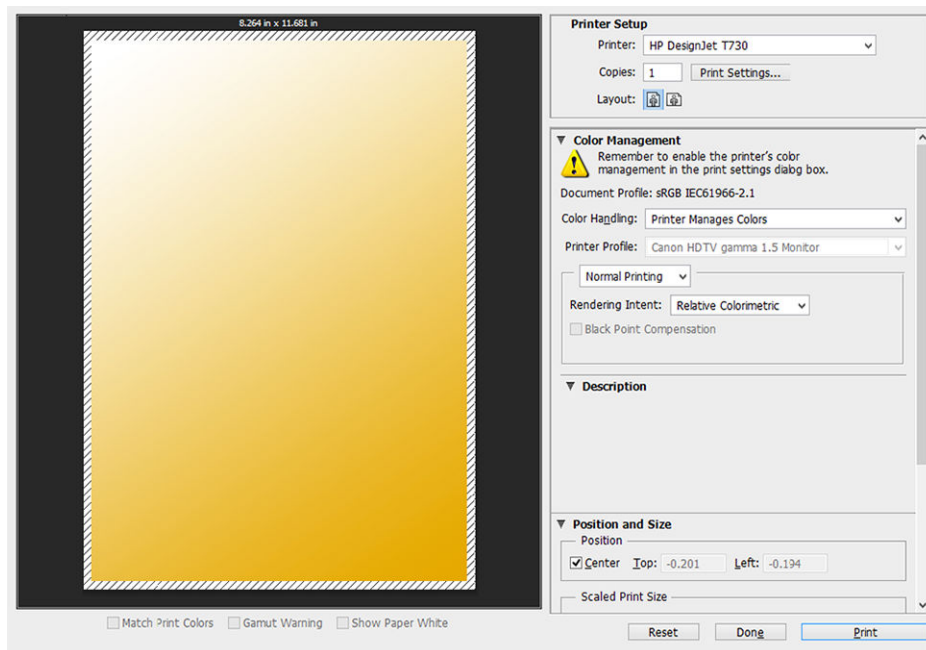 8.264 in x 11.681 in
Printer Setup
Printer: HP DesignJet T730
Copies: 1 Print Settings...
Layout:
Color Management
Remember to enable the printer's color
management in the print settings dialog box.
Document Profile: sRGB IEC61966-2.1
Color Handling: Printer Manages Colors
Printer Profile: Canon HDTV gamma 1.5 Monitor
Normal Printing
Rendering Intent: Relative Colorimetric
Black Point Compensation
Description
Position and Size
Position
Center Top: -0.201 Left: -0.194
Scaled Print Size
Match Print Colors Gamut Warning Show Paper White
Reset Done Print